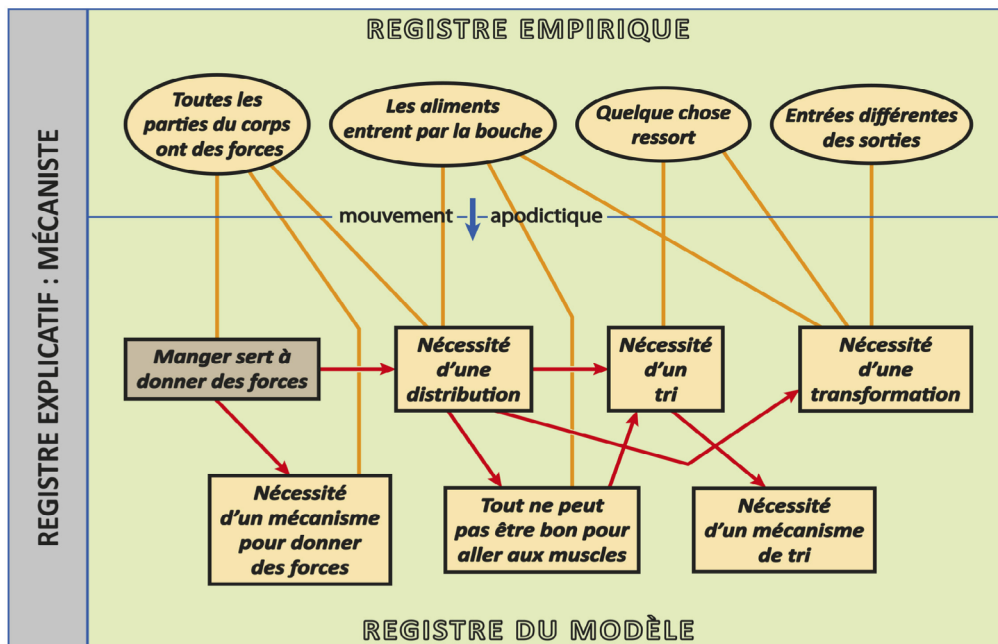 REGISTRE EXPLICATIF : MÉCANISTE
REGISTRE EMPIRIQUE
Toutes les
parties du corps
ont des forces
Les aliments
entrent par la bouche
Quelque chose
ressort
Entrées différentes
des sorties
mouvement apodictique
Manger sert à
donner des forces
Nécessité
d’une
distribution
Nécessité
d’un
tri
Nécessité
d’une
transformation
Nécessité
d’un mécanisme
pour donner
des forces
Tout ne peut
pas être bon pour
aller aux muscles
Nécessité
d’un mécanisme
de tri
REGISTRE DU MODÈLE